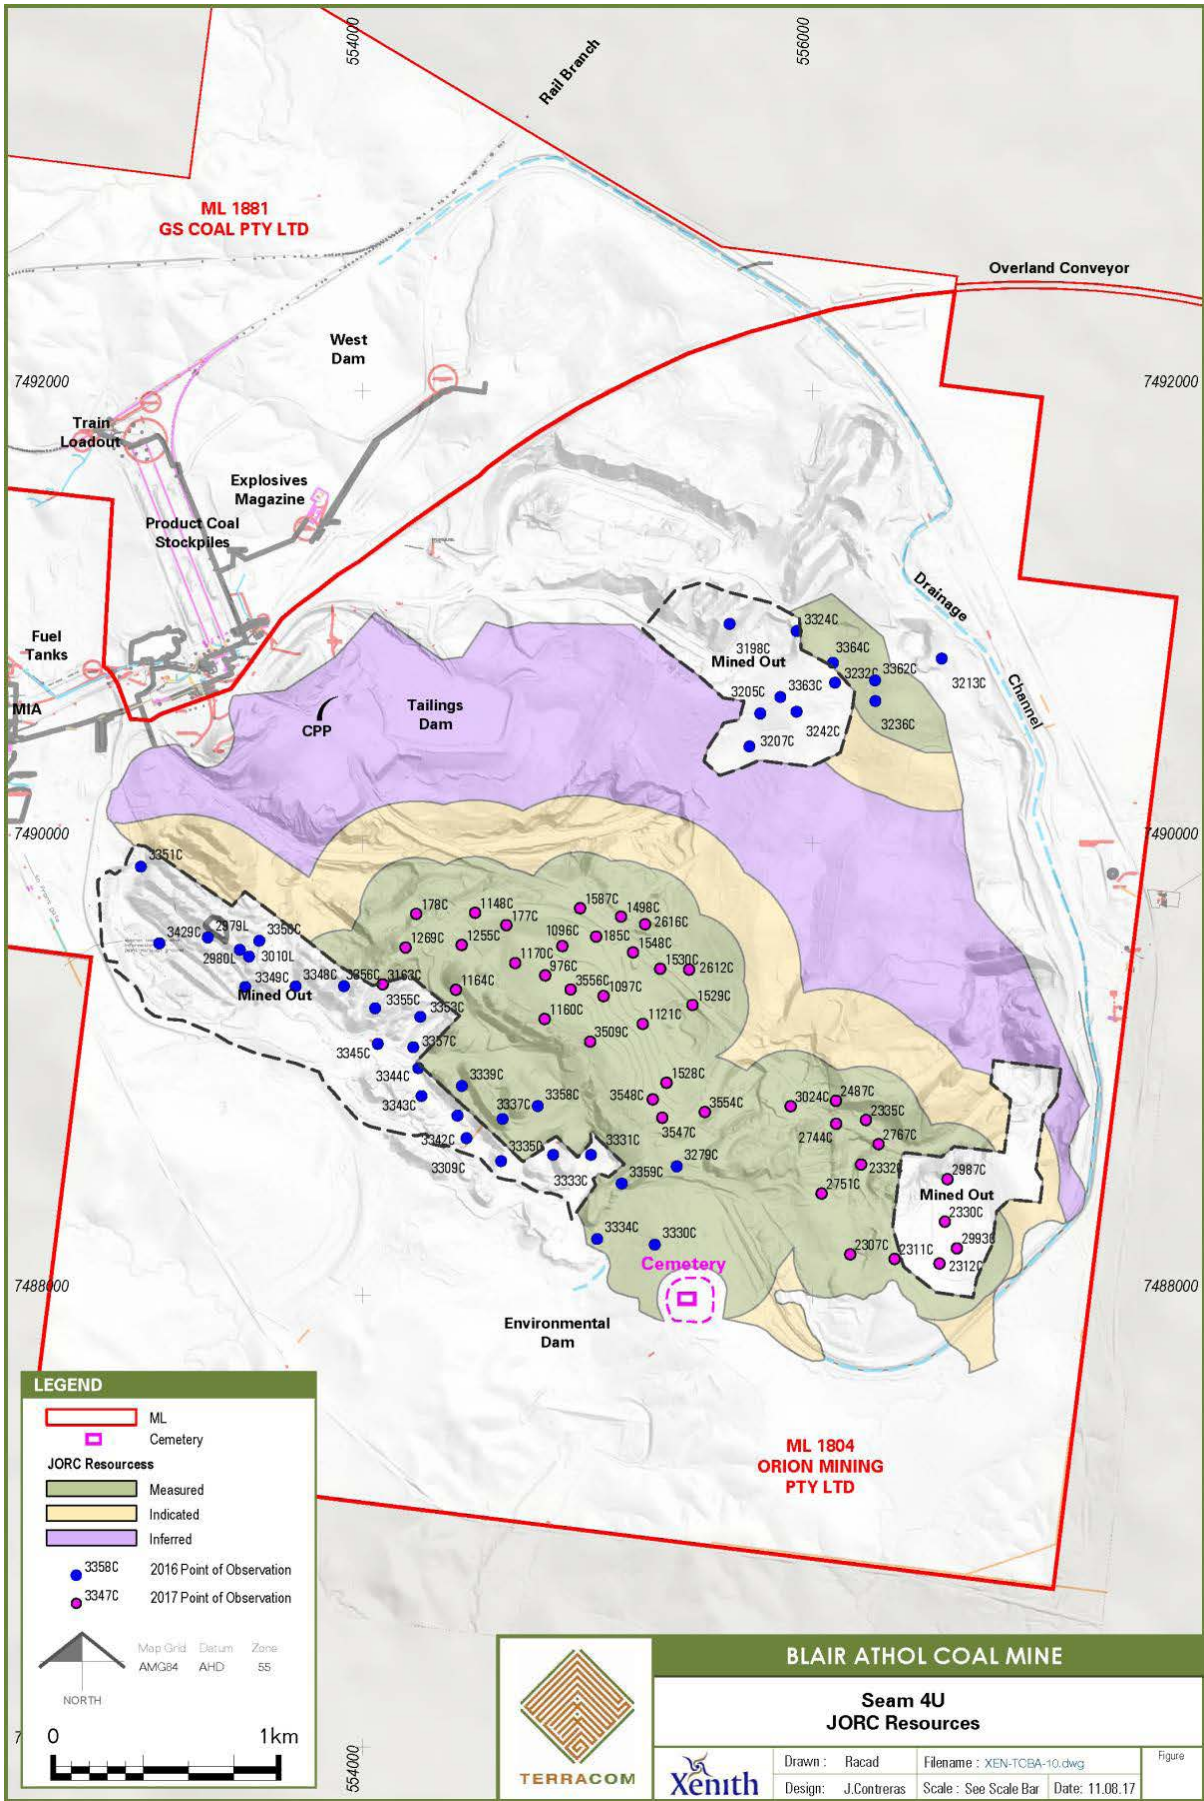 554000
556000
Rail Branch
ML 1881
GS COAL PTY LTD
Overland Conveyor
West
Dam
7492000
7492000
Train
Loadout
Explosives
Magazine
Product Coal
Stockpiles
Drainage
Channel
Fuel
Tanks
MIA
CPP
Tailings
Dam
3324C
3198C
Mined Out
3364C
3232C
3362C
3213C
3205C
3363C
3236C
3242C
3207C
7490000
7490000
3351C
178C
1148C
177C
1587C
1498C
2616C
3429C
2979L
3350C
1269C
1255C
1096C
185C
1548C
2980L
3010L
1170C
976C
1530C
2612C
3349C
3348C
3356C
3163C
1164C
3556C
1097C
Mined Out
3355C
3353C
1160C
1121C
1529C
3509C
3345C
3357C
3344C
3339C
1528C
3343C
3337C
3358C
3548C
3554C
3024C
2487C
2335C
3547C
2744C
2767C
3342C
3335C
3331C
3309C
3333C
3359C
3279C
2332C
2751C
2987C
Mined Out
2330C
3334C
3330C
2307C
2311C
2993C
2312C
Cemetery
7488000
7488000
Environmental
Dam
ML 1804
ORION MINING
PTY LTD
LEGEND
ML
Cemetery
JORC Resourcess
Measured
Indicated
Inferred
3358C 2016 Point of Observation
3347C 2017 Point of Observation
Map Grid Datum Zone
AMG84 AHD 55
NORTH
0 1km
554000
TERRACOM
BLAIR ATHOL COAL MINE
Seam 4U
JORC Resources
Xenith
Drawn : Racad
Filename : XEN-TCBA-10.dwg
Figure
Design: J.Contreras
Scale : See Scale Bar
Date: 11.08.17